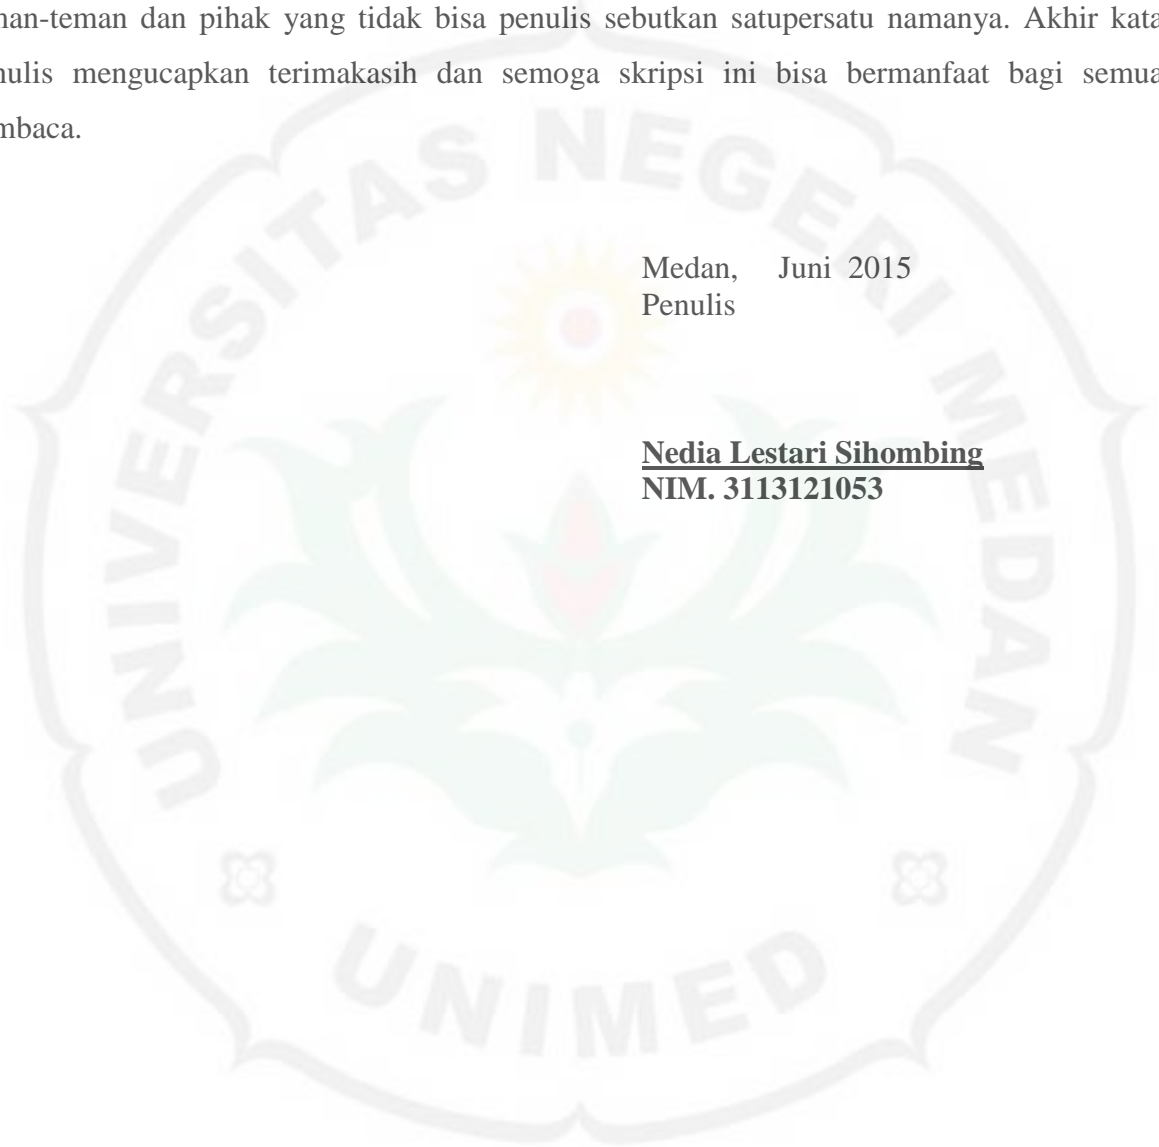 man-teman dan pihak yang tidak bisa penulis sebutkan satupersatu namanya. Akhir kata
nulis mengucapkan terimakasih dan semoga skripsi ini bisa bermanfaat bagi semua
mbaca.
Medan, Juni 2015
Penulis
Nedia Lestari Sihombing
NIM. 3113121053
UNIVERSITAS NEGERI MEDAN
UNIMED